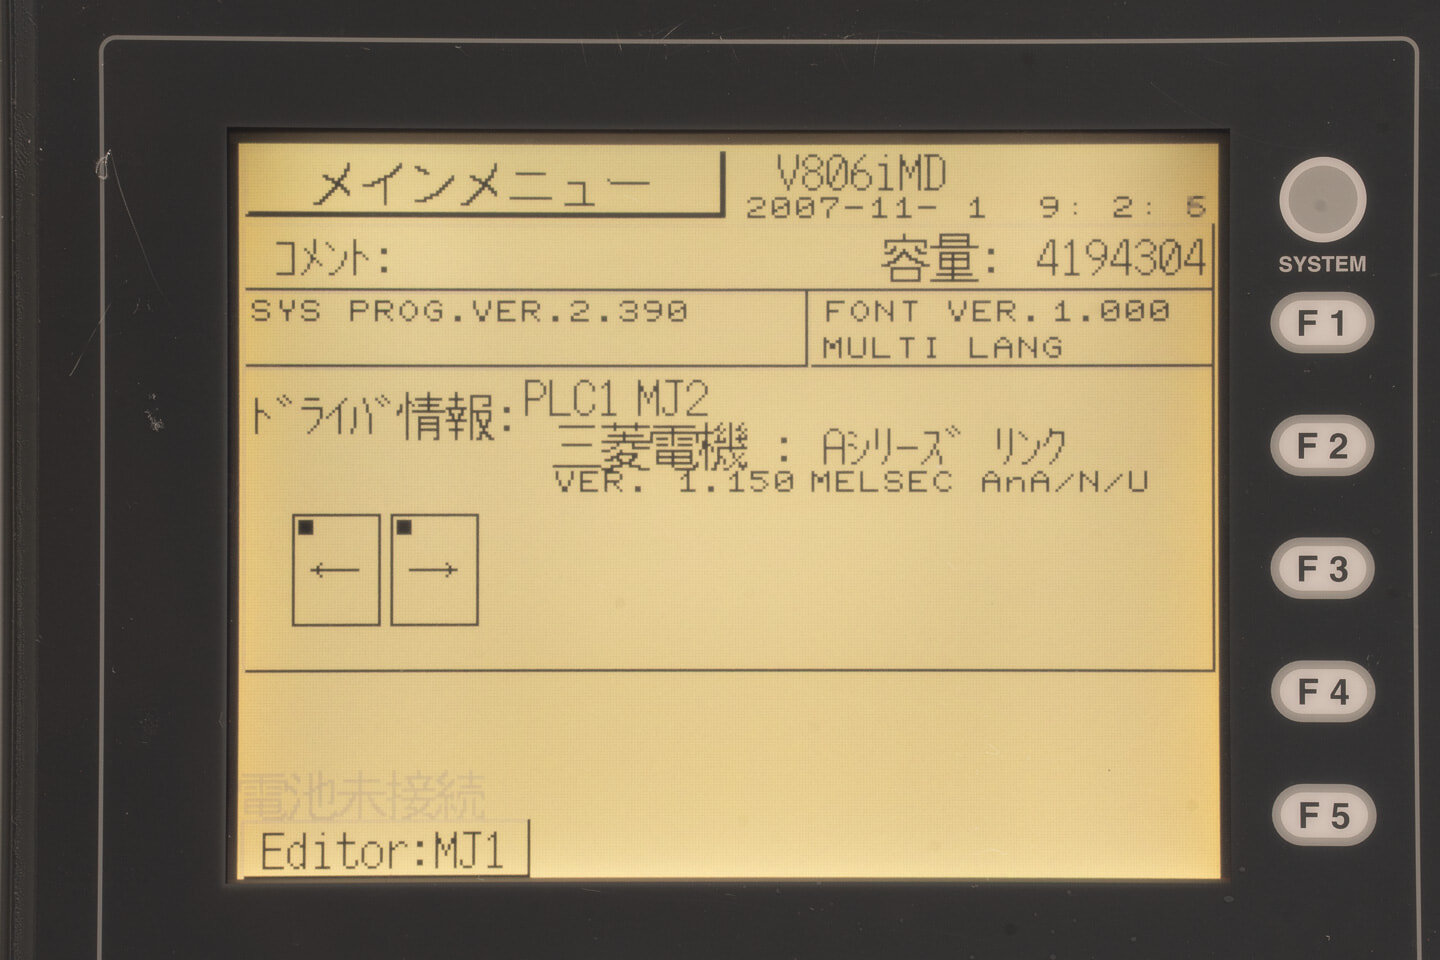 メインメニュー
V806iMD
2007-11- 1 9: 2:
コメント:
容量: 4194304
SYS PROG.VER.2.390
FONT VER.1.000
MULTI LANG
ドライバ情報:
PLC1 MJ2
三菱電機 : Aシリーズ リンク
VER. 1.150 MELSEC AnA/N/U
← →
電池未接続
Editor:MJ1
SYSTEM
F1
F2
F3
F4
F5